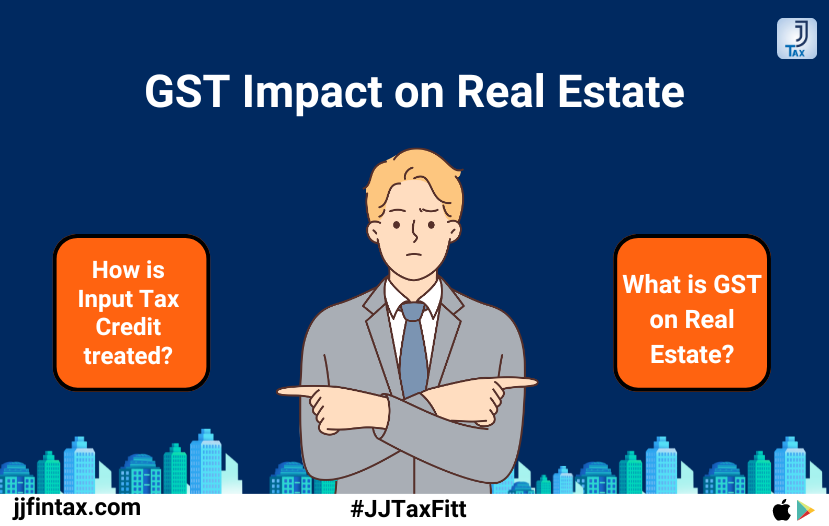 J
TAX
GST Impact on Real Estate
How is
Input Tax
Credit
treated?
What is GST
on Real
Estate?
jjfintax.com
#JJTaxFitt